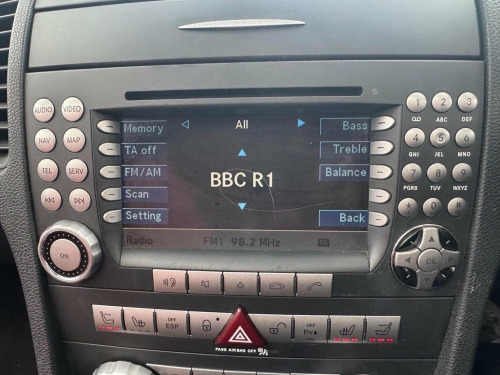 AUDIO VIDEO
NAV MAP
TEL SERV
ON
Memory All Bass
TA off Treble
FM/AM BBC R1 Balance
Scan
Setting Back
Radio FM1 98.2 MHz
1 2 ABC 3 DEF
4 GHI 5 JKL 6 MNO
7 PQRS 8 TUV 9 WXYZ
* 0 #
OK
OFF ESP
OFF
PASS AIR BAG OFF